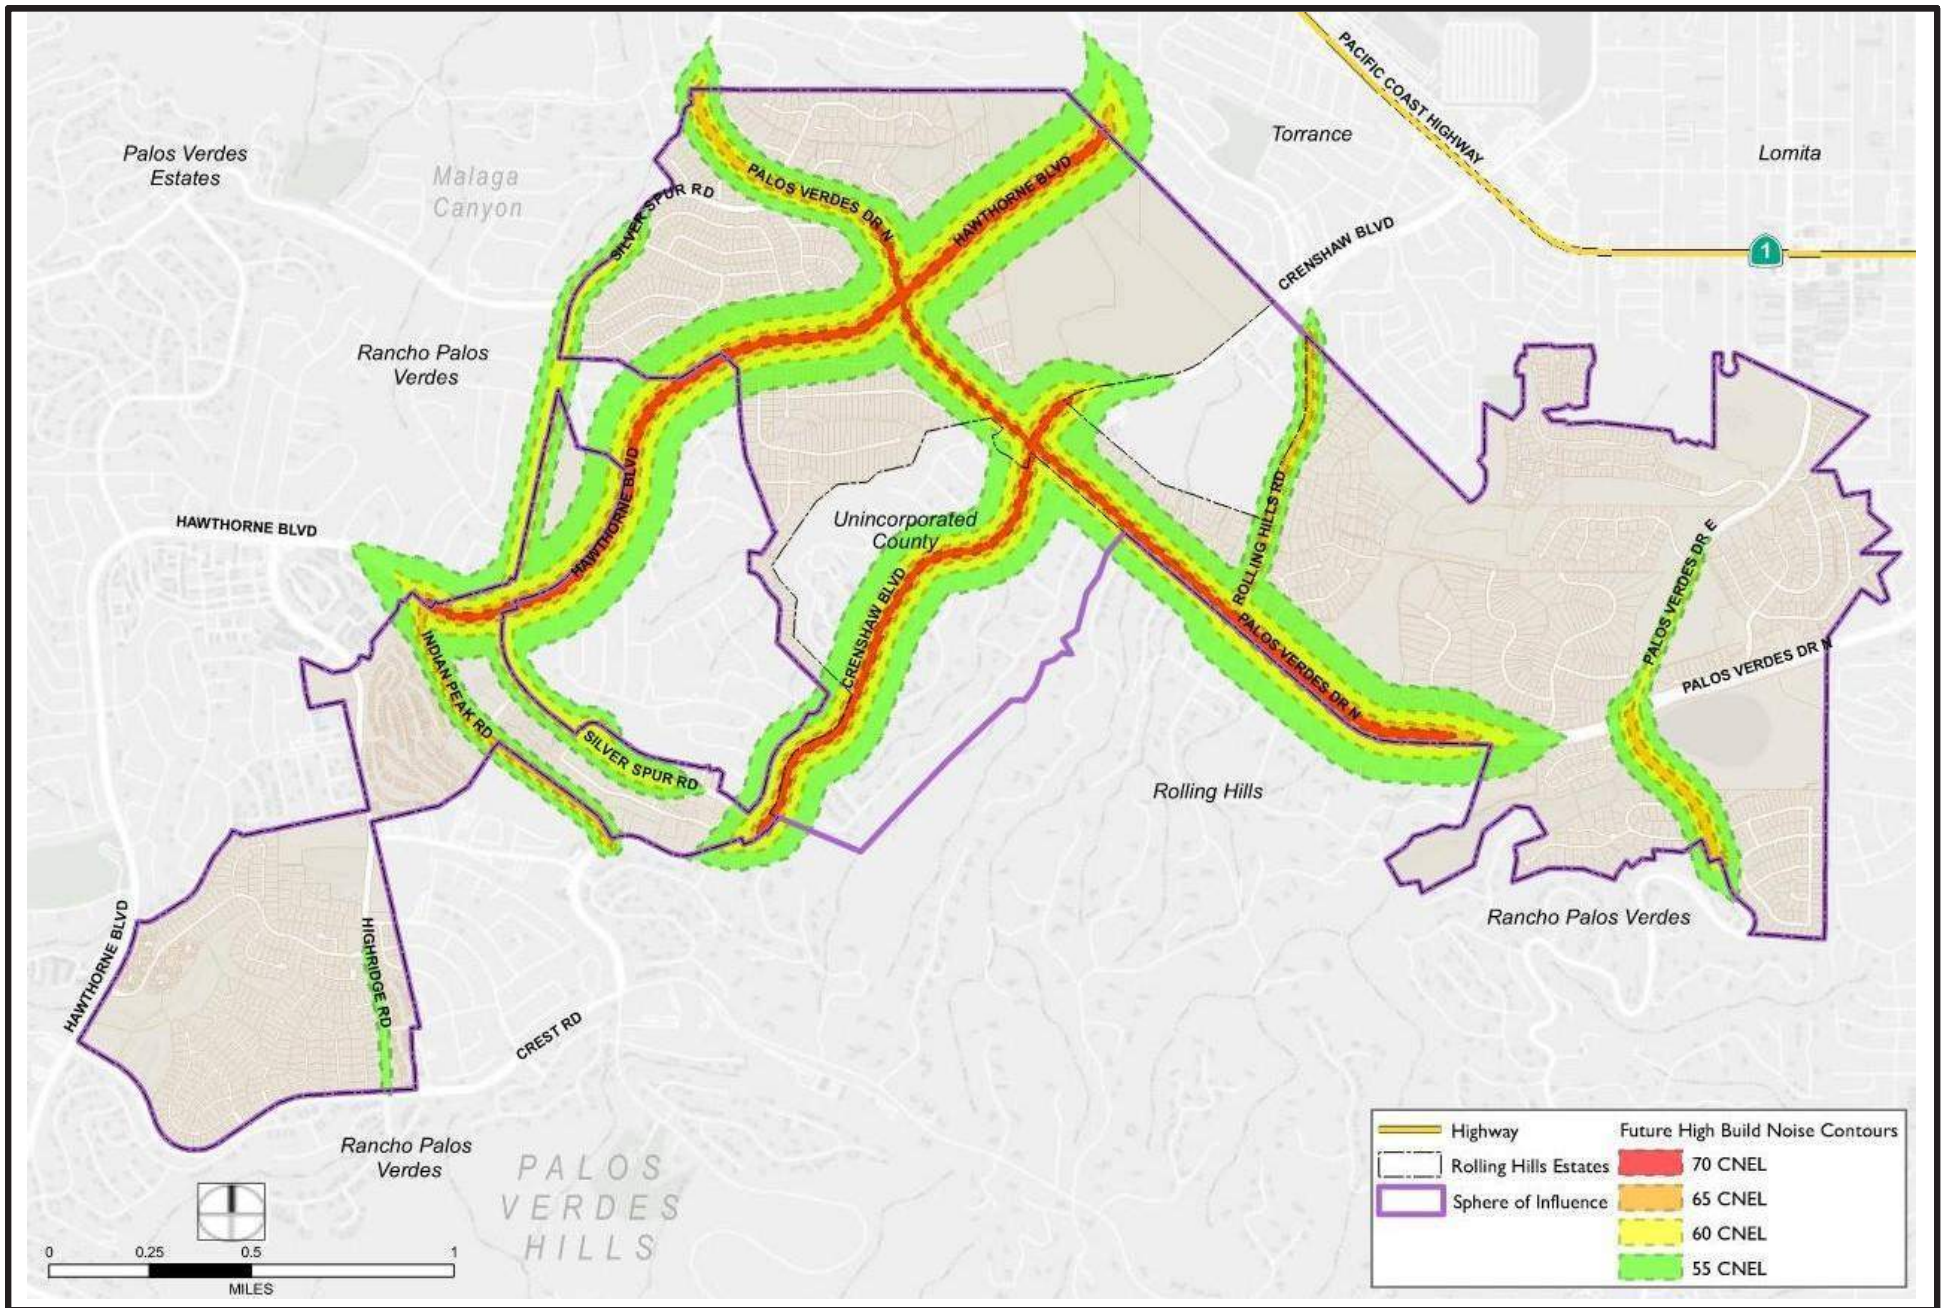 PACIFIC COAST HIGHWAY
Torrance
Lomita
Palos Verdes
Estates
Malaga
Canyon
PALOS VERDES DR N
HAWTHORNE BLVD
SILVER SPUR RD
CRENSHAW BLVD
1
Rancho Palos
Verdes
HAWTHORNE BLVD
HAWTHORNE BLVD
Unincorporated
County
ROLLING HILLS RD
PALOS VERDES DR E
CRENSHAW BLVD
INDIAN PEAK RD
PALOS VERDES DR N
PALOS VERDES DR N
SILVER SPUR RD
Rolling Hills
Rancho Palos Verdes
HAWTHORNE BLVD
HIGHRIDGE RD
CREST RD
Rancho Palos
Verdes
PALOS
VERDES
HILLS
0 0.25 0.5 1
MILES
Highway
Rolling Hills Estates
Sphere of Influence
Future High Build Noise Contours
70 CNEL
65 CNEL
60 CNEL
55 CNEL